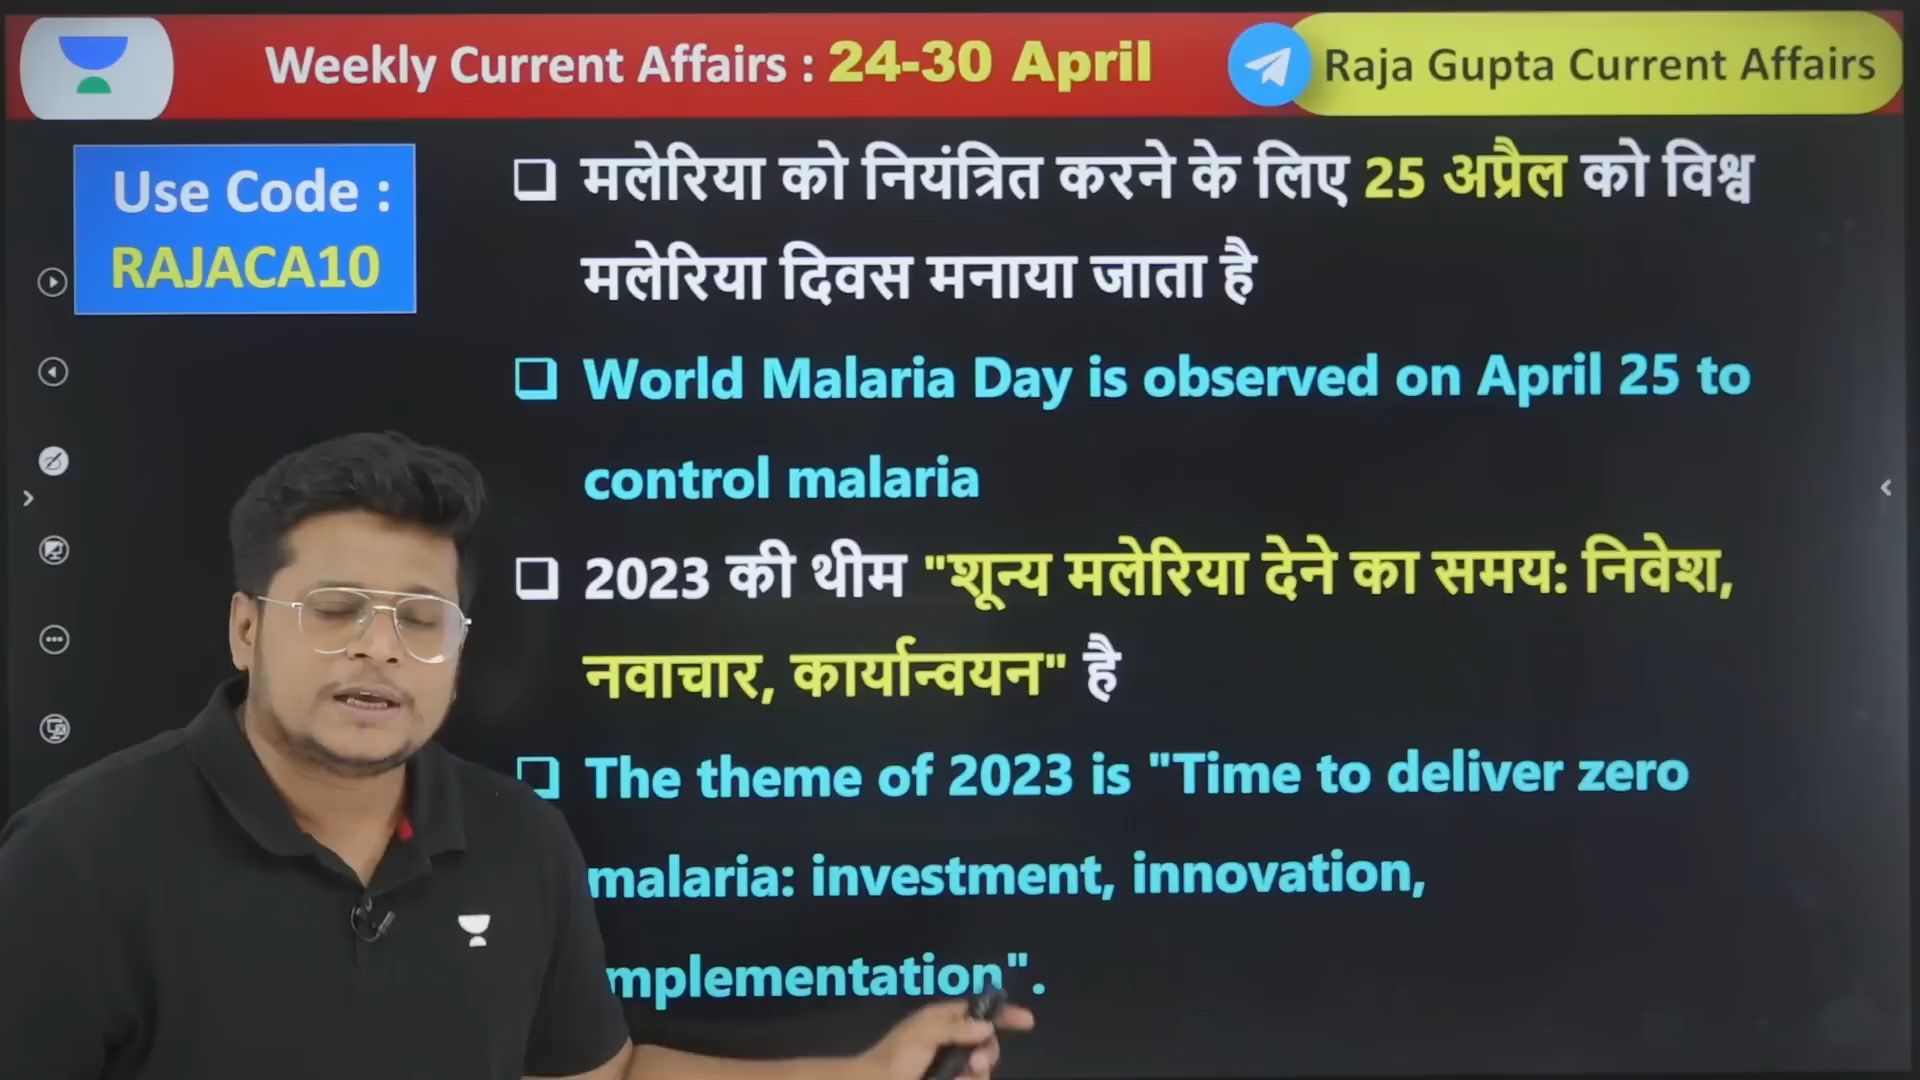 Weekly Current Affairs : 24-30 April
Raja Gupta Current Affairs
Use Code :
RAJACA10
मलेरिया को नियंत्रित करने के लिए 25 अप्रैल को विश्व
मलेरिया दिवस मनाया जाता है
World Malaria Day is observed on April 25 to
control malaria
2023 की थीम "शून्य मलेरिया देने का समय: निवेश,
नवाचार, कार्यान्वयन" है
The theme of 2023 is "Time to deliver zero
malaria: investment, innovation,
mplementation".